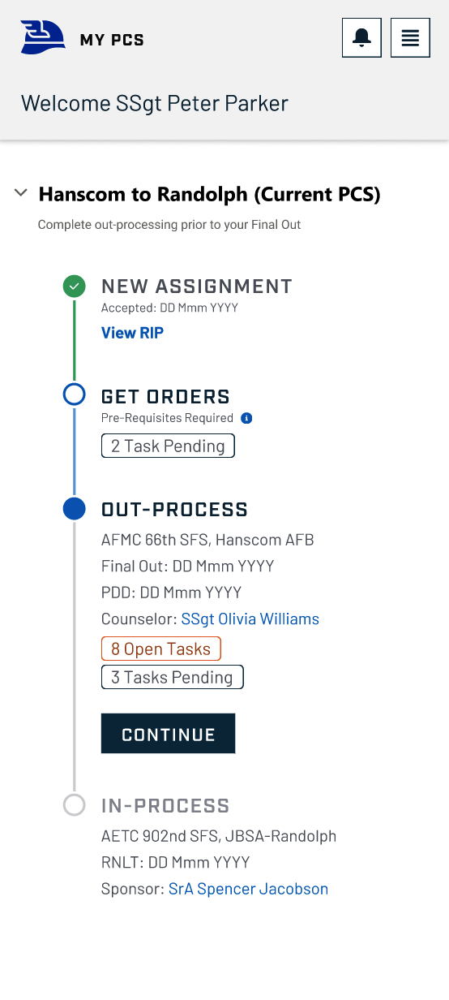 MY PCS
Welcome SSgt Peter Parker
Hanscom to Randolph (Current PCS)
Complete out-processing prior to your Final Out
NEW ASSIGNMENT
Accepted: DD Mmm YYYY
View RIP
GET ORDERS
Pre-Requisites Required
2 Task Pending
OUT-PROCESS
AFMC 66th SFS, Hanscom AFB
Final Out: DD Mmm YYYY
PDD: DD Mmm YYYY
Counselor: SSgt Olivia Williams
8 Open Tasks
3 Tasks Pending
CONTINUE
IN-PROCESS
AETC 902nd SFS, JBSA-Randolph
RNLT: DD Mmm YYYY
Sponsor: SrA Spencer Jacobson